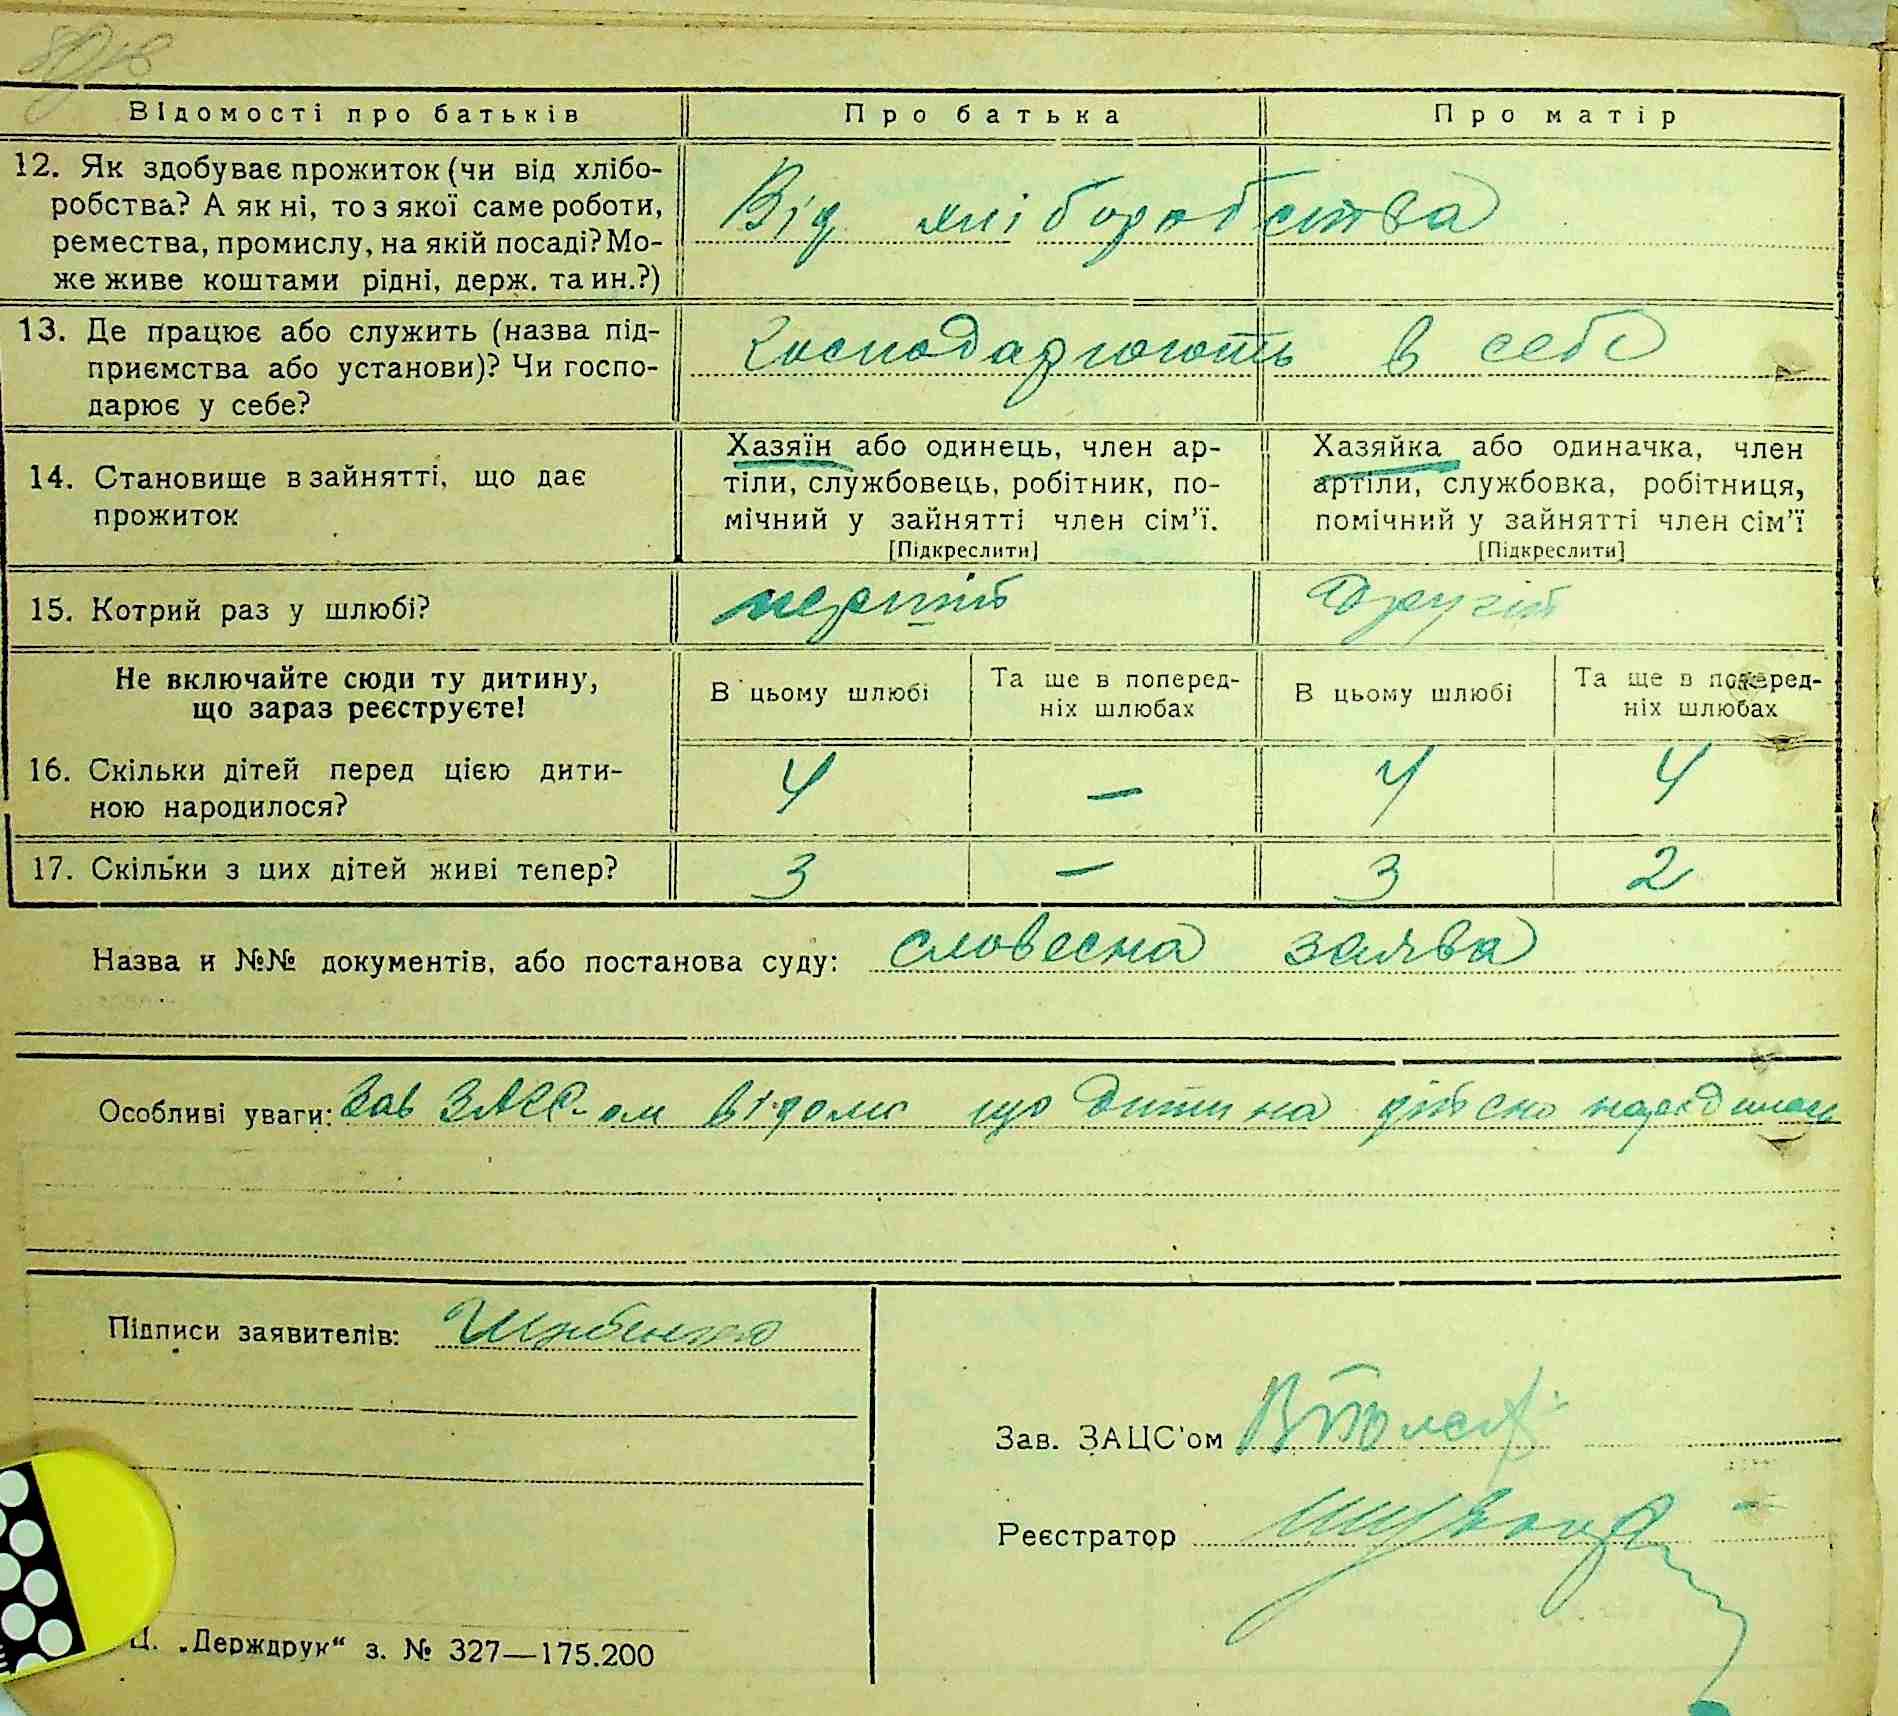 Відомості про батьків Про батька Про матір
12. Як здобуває прожиток (чи від хлібо-
робства? А як ні, то з якої саме роботи,
ремества, промислу, на якій посаді? Мо-
же живе коштами рідні, держ. та ин.?)
Від хліборобства
13. Де працює або служить (назва під-
приємства або установи)? Чи госпо-
дарює у себе?
Господарюють в себе
14. Становище в зайнятті, що дає
прожиток
Хазяїн або одинець, член ар-
тіли, службовець, робітник, по-
мічний у зайнятті член сім'ї.
[Підкреслити]
Хазяйка або одиначка, член
артіли, службовка, робітниця,
помічний у зайнятті член сім'ї
[Підкреслити]
15. Котрий раз у шлюбі? перший другий
Не включайте сюди ту дитину,
що зараз реєструєте!
В цьому шлюбі
Та ще в поперед-
ніх шлюбах
В цьому шлюбі
Та ще в поперед-
ніх шлюбах
16. Скільки дітей перед цією дити-
ною народилося?
4 — 4 4
17. Скільки з цих дітей живі тепер? 3 — 3 2
Назва и №№ документів, або постанова суду: словесна заява
Особливі уваги: Зав ЗАЦС-ом відомо що дитина дійсно народилась
Підписи заявителів:
Зав. ЗАЦС'ом
Реєстратор
Ц. „Держдрук“ з. № 327—175.200